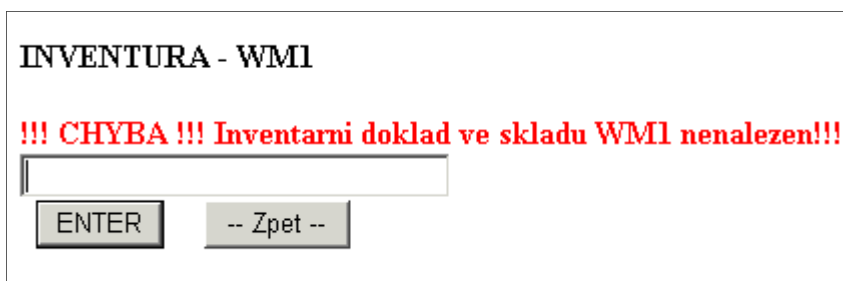 INVENTURA - WM1
!!! CHYBA !!! Inventarni doklad ve skladu WM1 nenalezen!!!
ENTER -- Zpet --